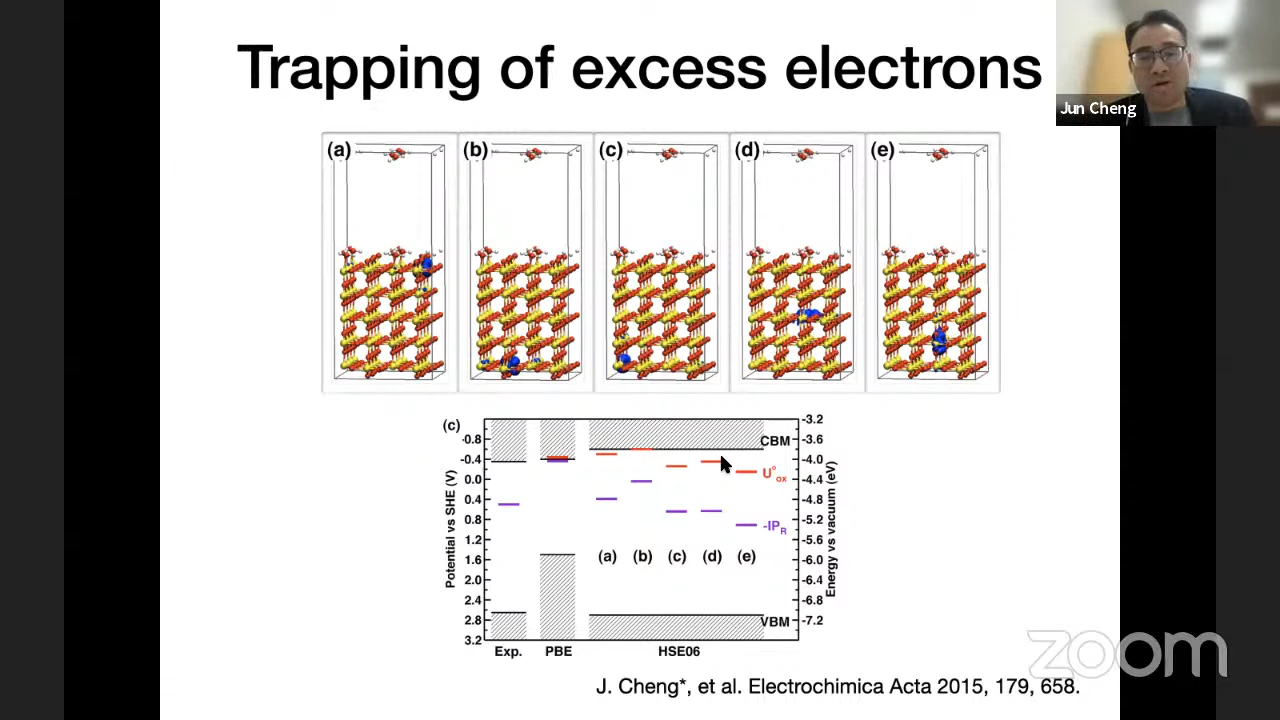 Trapping of excess electrons
Jun Cheng
(a) (b) (c) (d) (e)
(c)
Potential vs SHE (V)
-0.8
-0.4
0.0
0.4
0.8
1.2
1.6
2.0
2.4
2.8
3.2
CBM
U°ox
-IPR
(a) (b) (c) (d) (e)
VBM
-3.2
-3.6
-4.0
-4.4
-4.8
-5.2
-5.6
-6.0
-6.4
-6.8
-7.2
Energy vs vacuum (eV)
Exp. PBE HSE06
zoom
J. Cheng*, et al. Electrochimica Acta 2015, 179, 658.